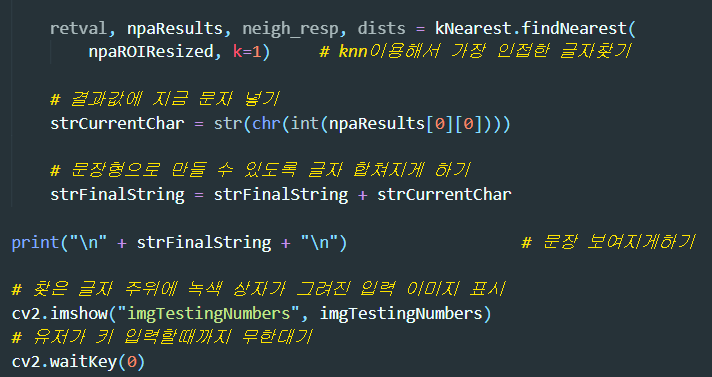 retval, npaResults, neigh_resp, dists = kNearest.findNearest(
npaROIResized, k=1)     # knn이용해서 가장 인접한 글자찾기
# 결과값에 지금 문자 넣기
strCurrentChar = str(chr(int(npaResults[0][0])))
# 문장형으로 만들 수 있도록 글자 합쳐지게 하기
strFinalString = strFinalString + strCurrentChar
print("\n" + strFinalString + "\n")                  # 문장 보여지게하기
# 찾은 글자 주위에 녹색 상자가 그려진 입력 이미지 표시
cv2.imshow("imgTestingNumbers", imgTestingNumbers)
# 유저가 키 입력할때까지 무한대기
cv2.waitKey(0)